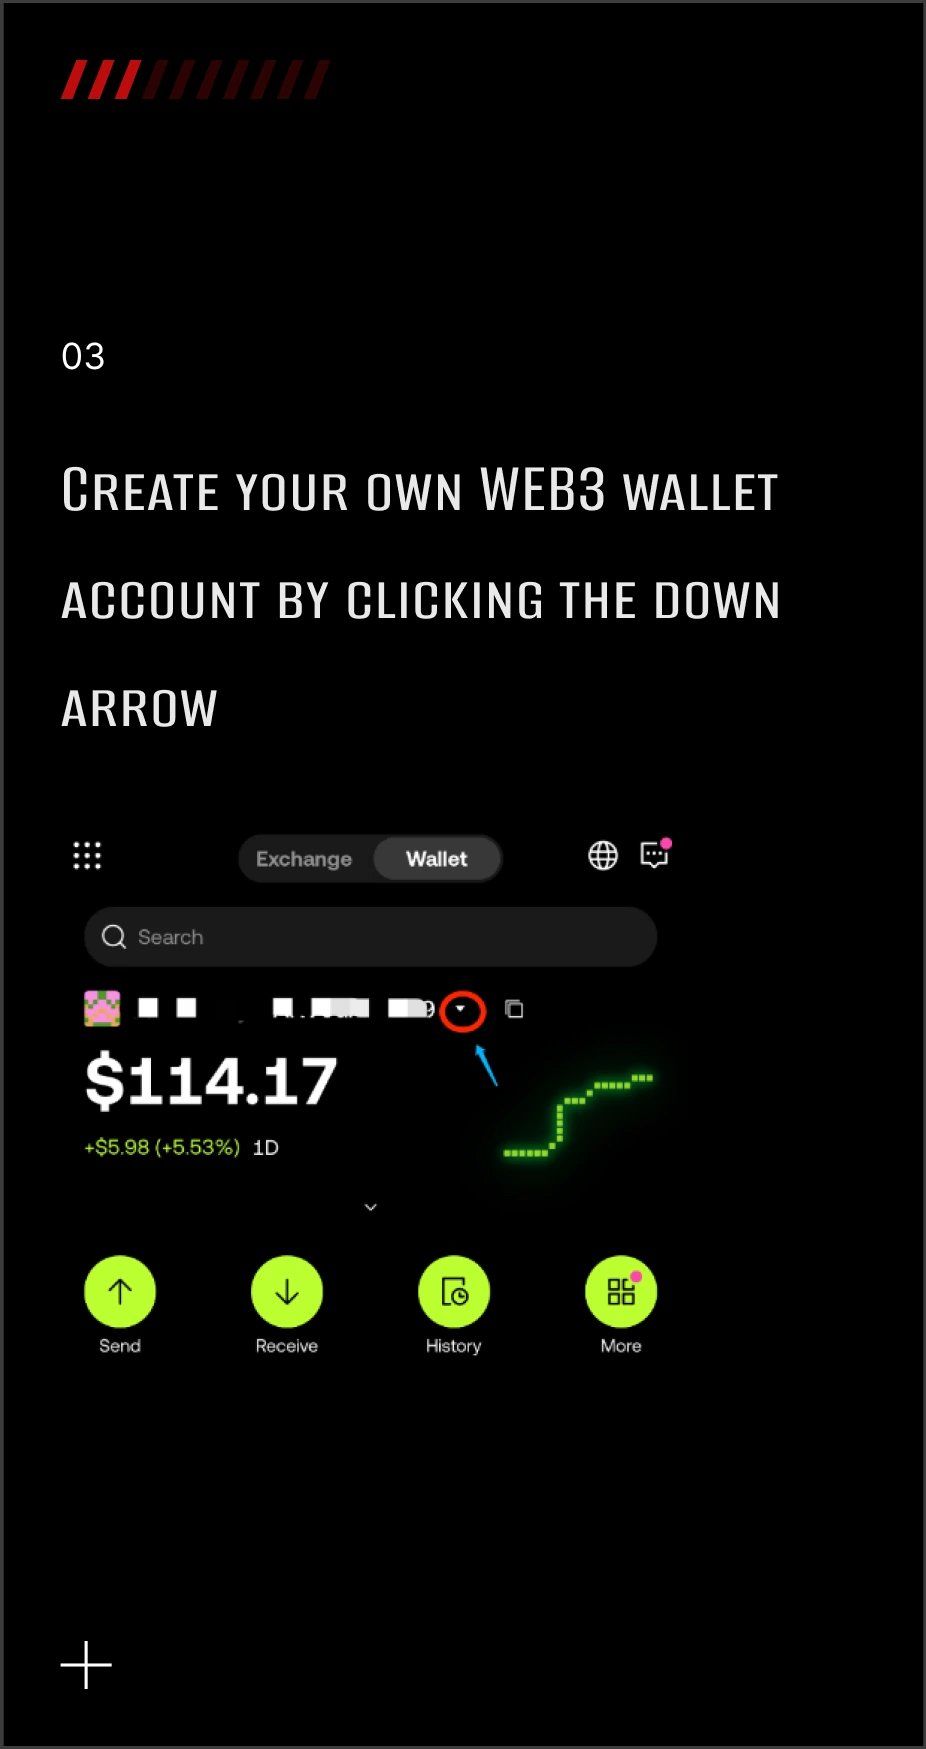 03
Create your own WEB3 wallet
account by clicking the down
arrow
Exchange Wallet
Search
$114.17
+$5.98 (+5.53%) 1D
Send Receive History More